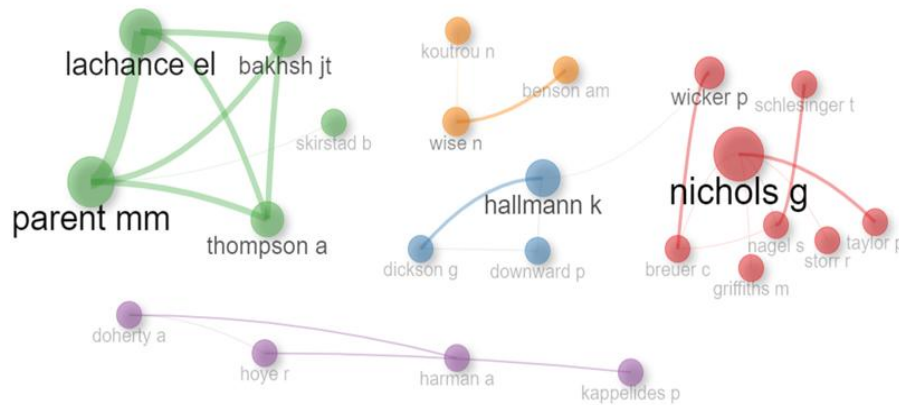 lachance el
bakhsh jt
skirstad b
parent mm
thompson a
koutrou n
benson am
wise n
hallmann k
dickson g
downward p
wicker p
schlesinger t
nichols g
nagel s
taylor p
storr r
breuer c
griffiths m
doherty a
hoye r
harman a
kappelides p